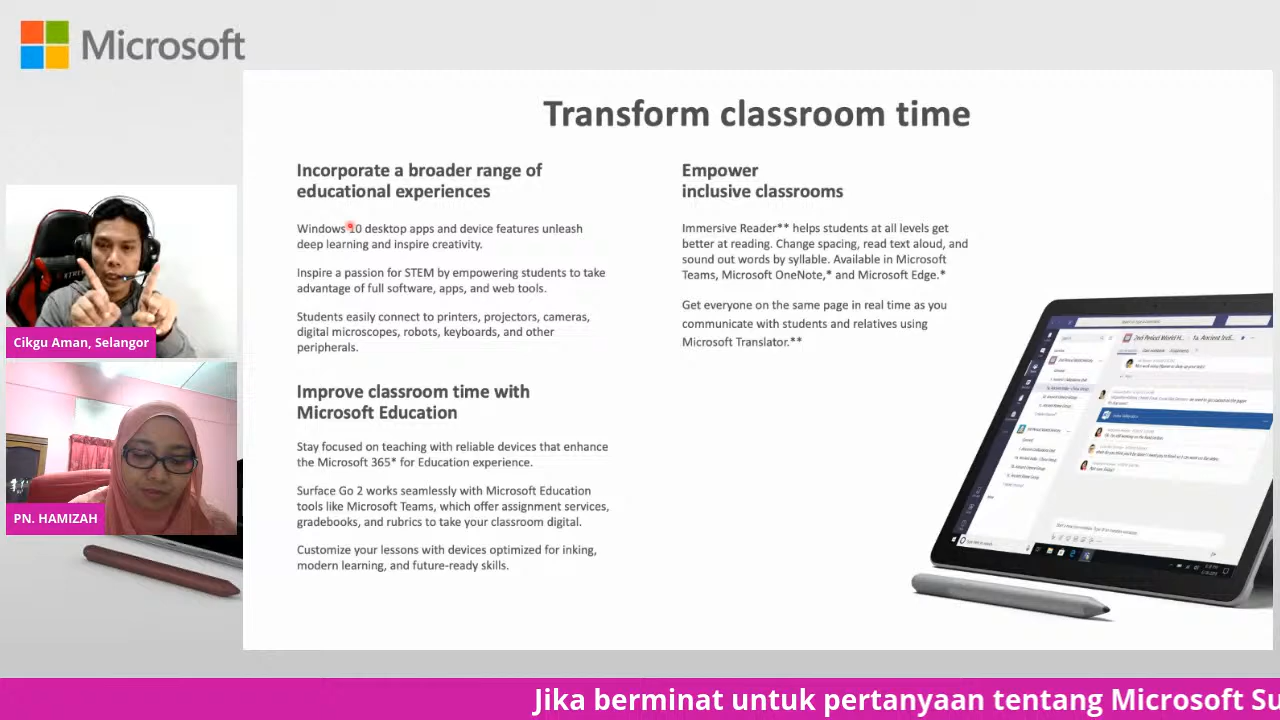 Microsoft
Transform classroom time
Incorporate a broader range of
educational experiences
Windows 10 desktop apps and device features unleash
deep learning and inspire creativity.
Inspire a passion for STEM by empowering students to take
advantage of full software, apps, and web tools.
Students easily connect to printers, projectors, cameras,
digital microscopes, robots, keyboards, and other
peripherals.
Improve classroom time with
Microsoft Education
Stay focused on teaching with reliable devices that enhance
the Microsoft 365* for Education experience.
Surface Go 2 works seamlessly with Microsoft Education
tools like Microsoft Teams, which offer assignment services,
gradebooks, and rubrics to take your classroom digital.
Customize your lessons with devices optimized for inking,
modern learning, and future-ready skills.
Empower
inclusive classrooms
Immersive Reader** helps students at all levels get
better at reading. Change spacing, read text aloud, and
sound out words by syllable. Available in Microsoft
Teams, Microsoft OneNote,* and Microsoft Edge.*
Get everyone on the same page in real time as you
communicate with students and relatives using
Microsoft Translator.**
Cikgu Aman, Selangor
PN. HAMIZAH
Jika berminat untuk pertanyaan tentang Microsoft Su